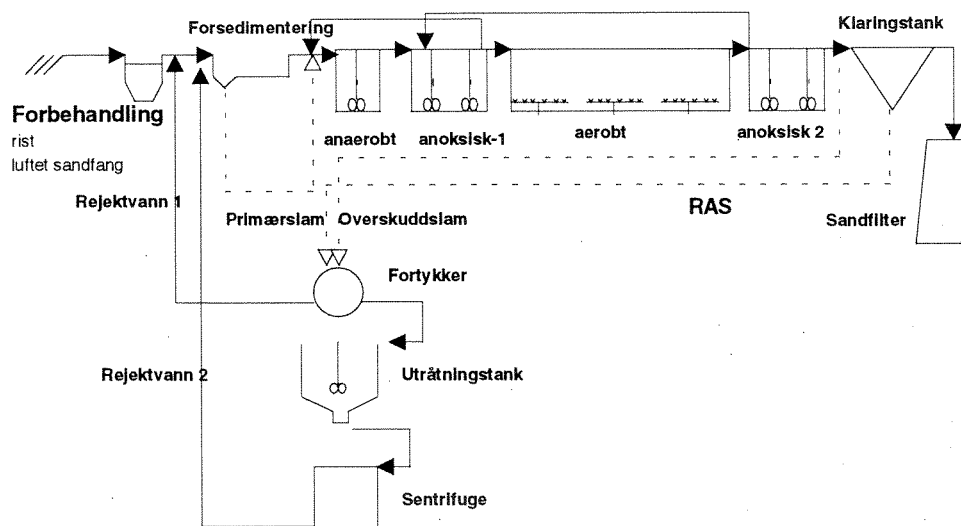 Forsedimentering
Klaringstank
Forbehandling
rist
luftet sandfang
anaerobt
anoksisk-1
aerobt
anoksisk 2
Rejektvann 1
Primærslam
Overskuddslam
RAS
Sandfilter
Fortykker
Rejektvann 2
Utråtningstank
Sentrifuge